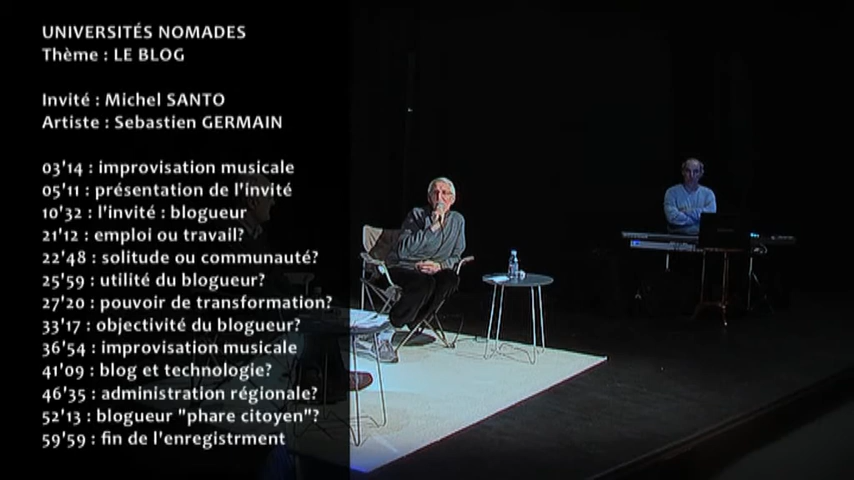 UNIVERSITÉS NOMADES
Thème : LE BLOG
Invité : Michel SANTO
Artiste : Sebastien GERMAIN
03'14 : improvisation musicale
05'11 : présentation de l'invité
10'32 : l'invité : blogueur
21'12 : emploi ou travail?
22'48 : solitude ou communauté?
25'59 : utilité du blogueur?
27'20 : pouvoir de transformation?
33'17 : objectivité du blogueur?
36'54 : improvisation musicale
41'09 : blog et technologie?
46'35 : administration régionale?
52'13 : blogueur "phare citoyen"?
59'59 : fin de l'enregistrment